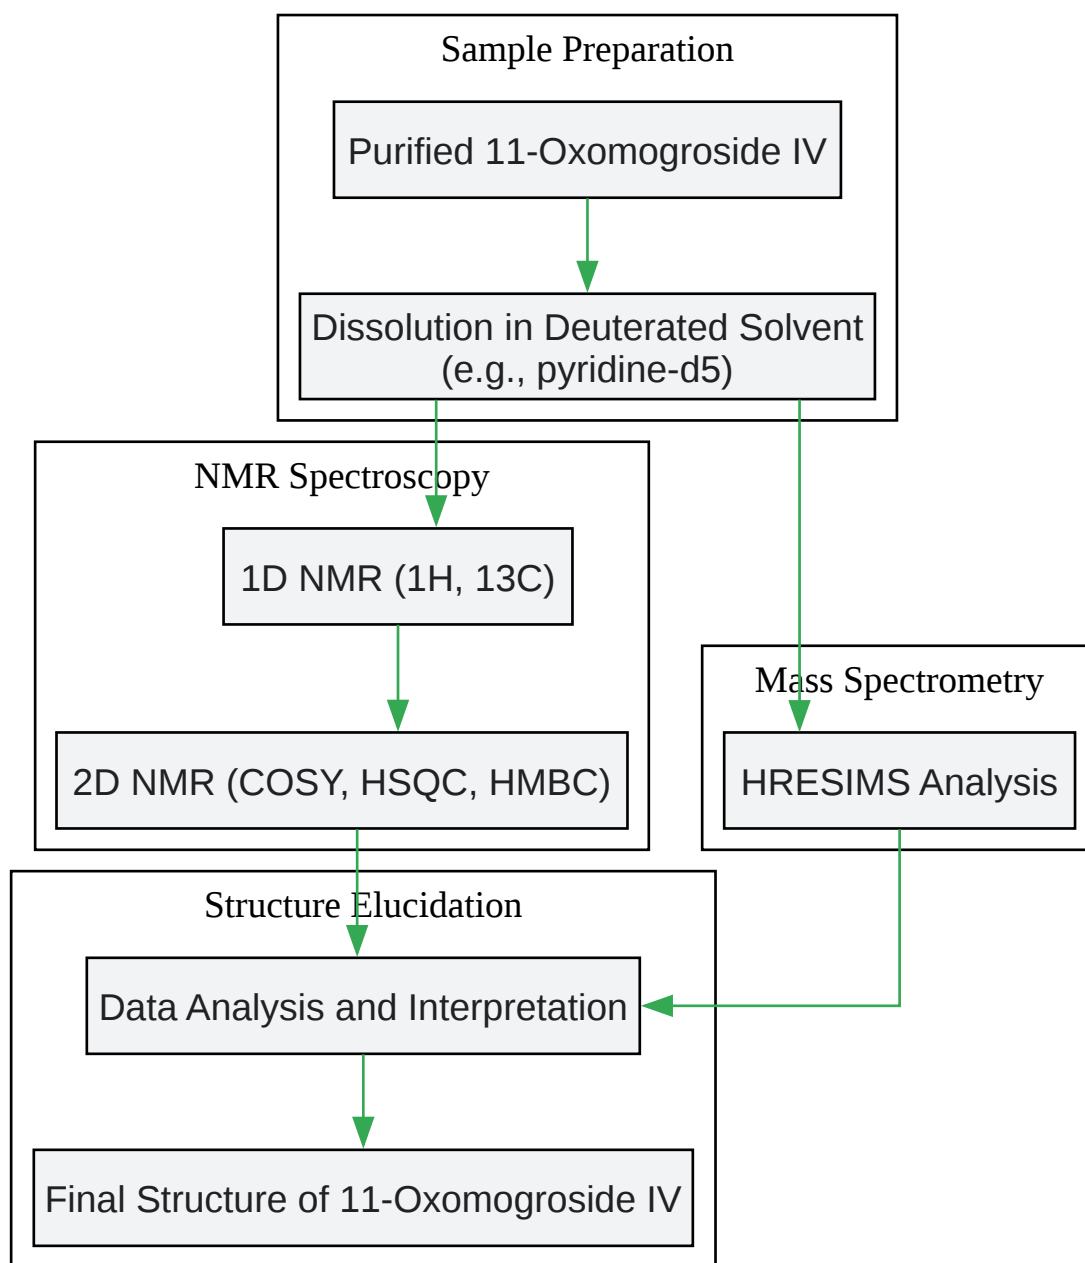 Sample Preparation
Purified 11-Oxomogroside IV
Dissolution in Deuterated Solvent
(e.g., pyridine-d5)
NMR Spectroscopy
1D NMR (1H, 13C)
2D NMR (COSY, HSQC, HMBC)
Mass Spectrometry
HRESIMS Analysis
Structure Elucidation
Data Analysis and Interpretation
Final Structure of 11-Oxomogroside IV